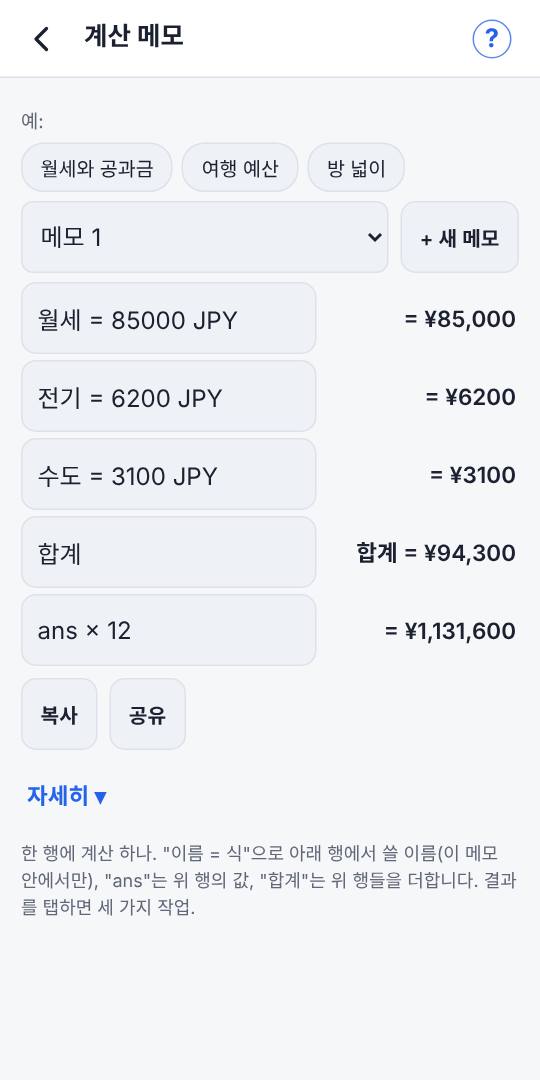 계산 메모
?
예:
월세와 공과금
여행 예산
방 넓이
메모 1
+ 새 메모
월세 = 85000 JPY
= ¥85,000
전기 = 6200 JPY
= ¥6200
수도 = 3100 JPY
= ¥3100
합계
합계 = ¥94,300
ans × 12
= ¥1,131,600
복사
공유
자세히 ▼
한 행에 계산 하나. "이름 = 식"으로 아래 행에서 쓸 이름(이 메모
안에서만), "ans"는 위 행의 값, "합계"는 위 행들을 더합니다. 결과
를 탭하면 세 가지 작업.